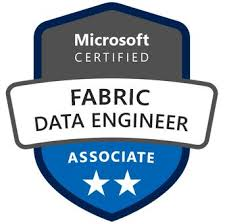 Microsoft
CERTIFIED
FABRIC
DATA ENGINEER
ASSOCIATE